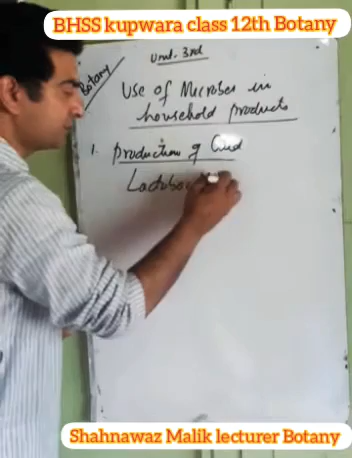 BHSS kupwara class 12th Botany
Unit. 3rd
Botany
Use of Microbes in
household products
1. Production of Curd
Shahnawaz Malik lecturer Botany